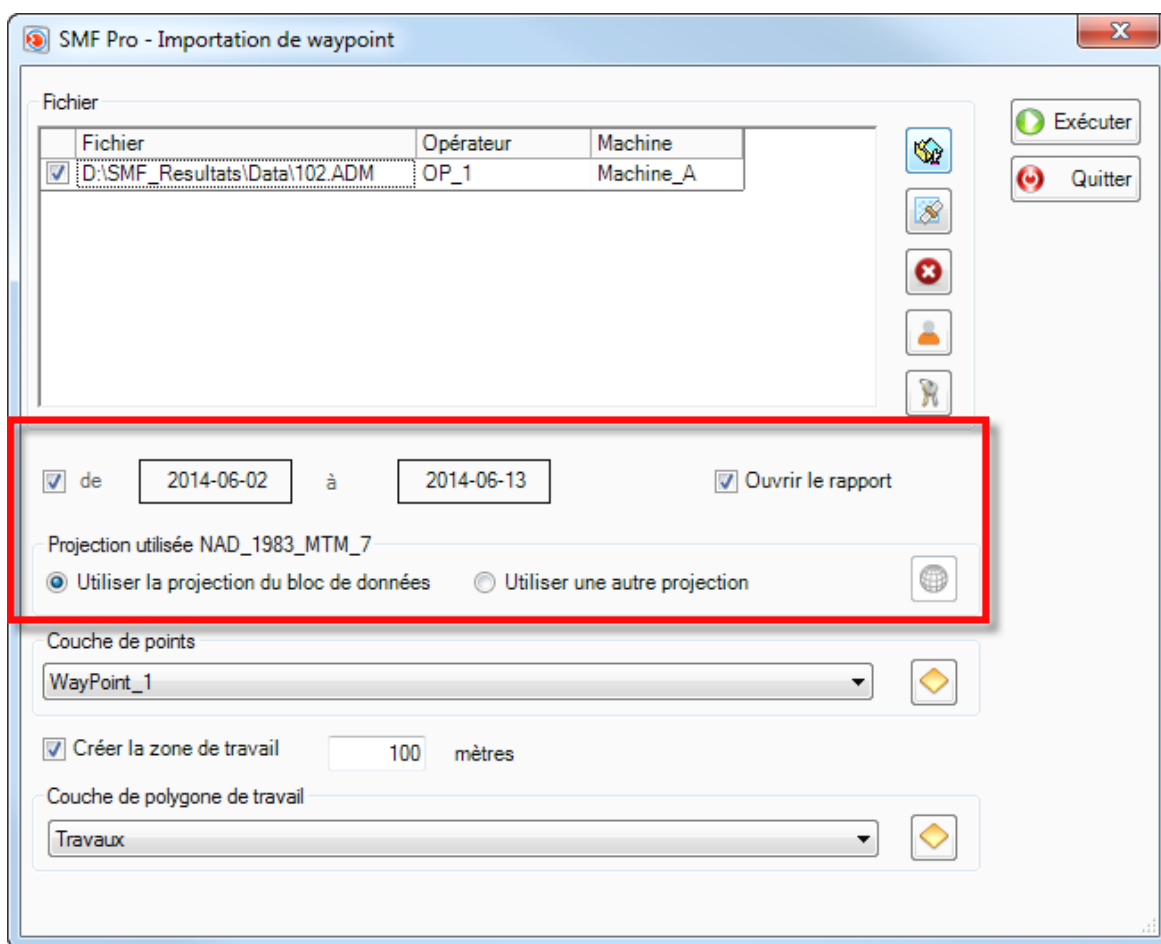 SMF Pro - Importation de waypoint
Fichier
Fichier Opérateur Machine
D:\SMF_Resultats\Data\102.ADM OP_1 Machine_A
Exécuter
Quitter
de 2014-06-02 à 2014-06-13 Ouvrir le rapport
Projection utilisée NAD_1983_MTM_7
Utiliser la projection du bloc de données Utiliser une autre projection
Couche de points
WayPoint_1
Créer la zone de travail 100 mètres
Couche de polygone de travail
Travaux